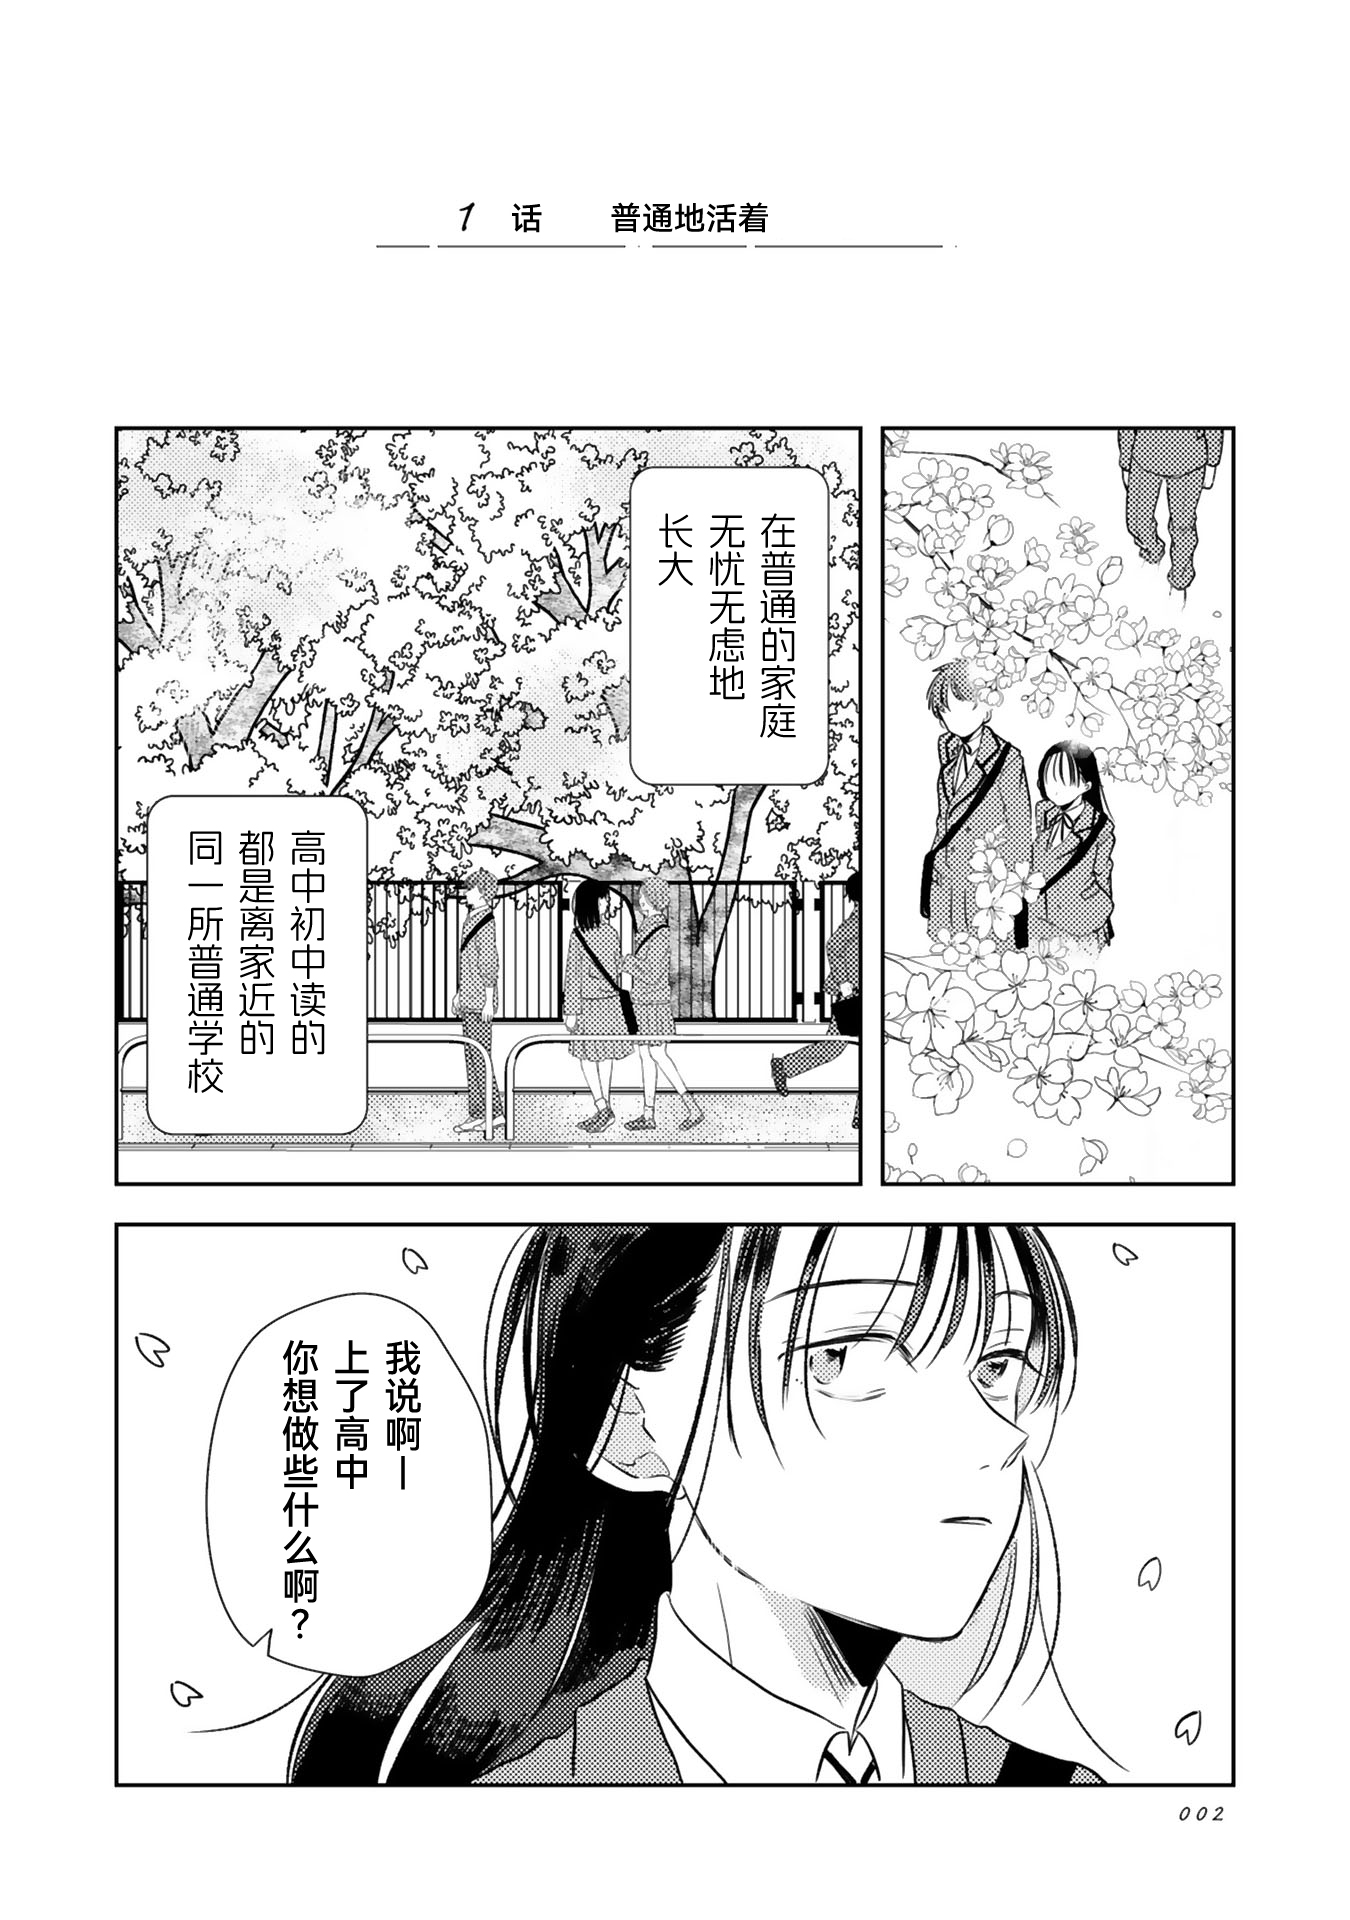 1话 普通地活着
在普通的家庭
无忧无虑地
长大
高中初中读的
都是离家近的
同一所普通学校
我说啊—
上了高中
你想做些什么啊？
002